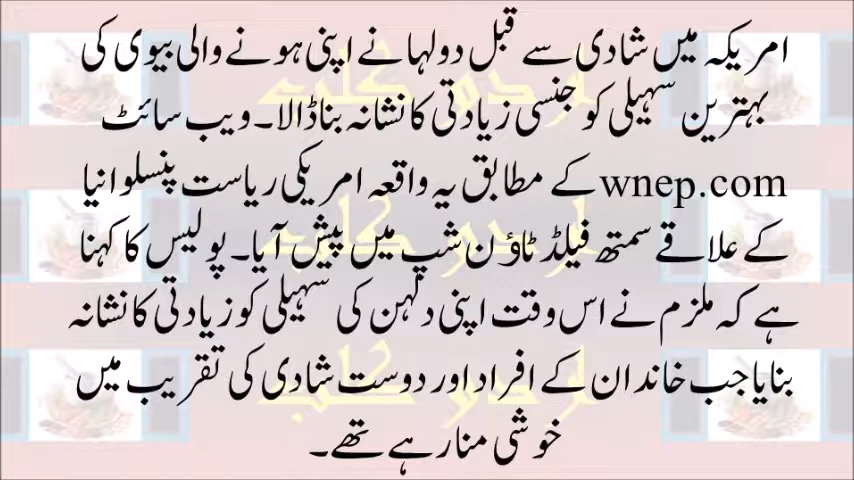 امریکہ میں شادی سے قبل دولہا نے اپنی ہونے والی بیوی کی
بہترین سہیلی کو جنسی زیادتی کا نشانہ بنا ڈالا۔ ویب سائٹ
wnep.com کے مطابق یہ واقعہ امریکی ریاست پنسلوانیا
کے علاقے سمتھ فیلڈ ٹاؤن شپ میں پیش آیا۔ پولیس کا کہنا
ہے کہ ملزم نے اس وقت اپنی دلہن کی سہیلی کو زیادتی کا نشانہ
بنایا جب خاندان کے افراد اور دوست شادی کی تقریب میں
خوشی منا رہے تھے۔